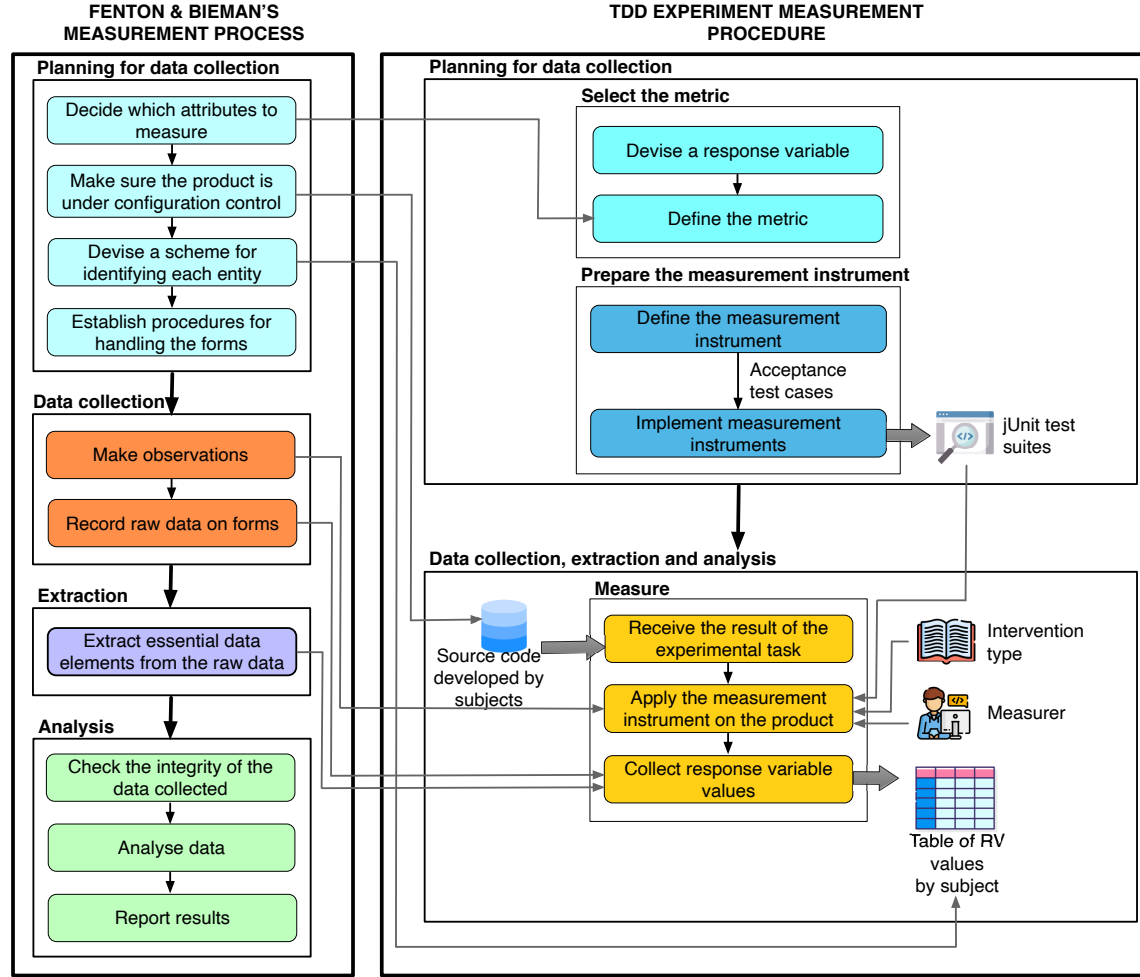 FENTON & BIEMAN'S
MEASUREMENT PROCESS
Planning for data collection
Decide which attributes to
measure
Make sure the product is
under configuration control
Devise a scheme for
identifying each entity
Establish procedures for
handling the forms
Data collection
Make observations
Record raw data on forms
Extraction
Extract essential data
elements from the raw data
Analysis
Check the integrity of the
data collected
Analyse data
Report results
TDD EXPERIMENT MEASUREMENT
PROCEDURE
Planning for data collection
Select the metric
Devise a response variable
Define the metric
Prepare the measurement instrument
Define the measurement
instrument
Acceptance
test cases
Implement measurement
instruments
jUnit test
suites
Data collection, extraction and analysis
Measure
Source code
developed by
subjects
Receive the result of the
experimental task
Apply the measurement
instrument on the product
Collect response variable
values
Intervention
type
Measurer
Table of RV
values
by subject